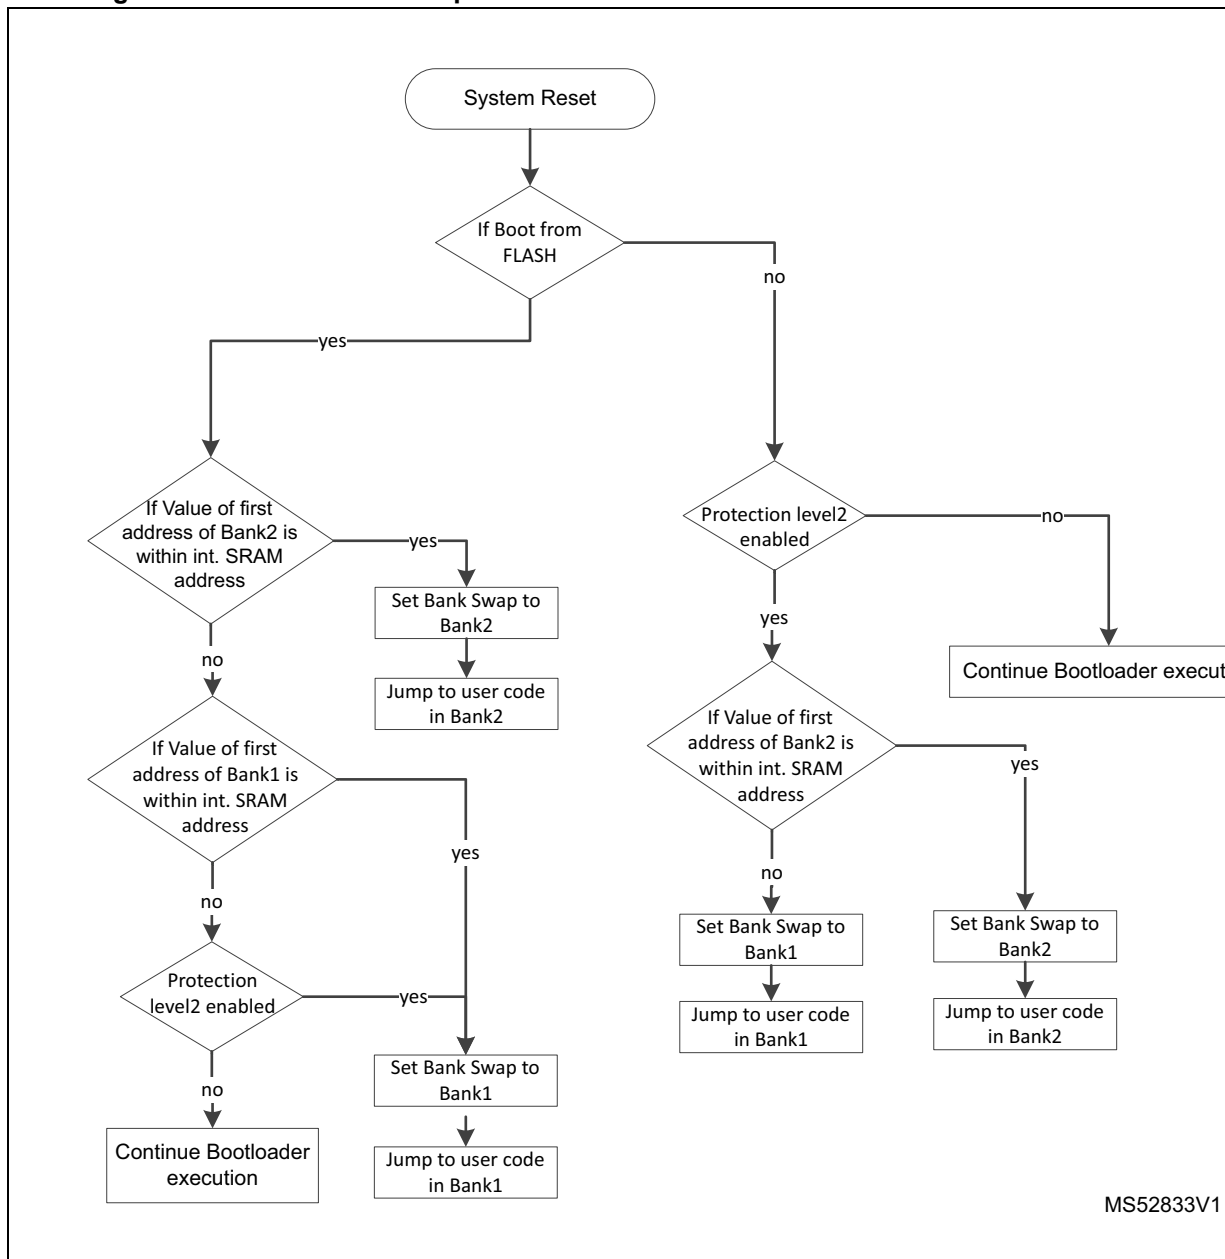 System Reset
If Boot from
FLASH
no
yes
If Value of first
address of Bank2 is
within int. SRAM
address
yes
Set Bank Swap to
Bank2
Jump to user code
in Bank2
no
If Value of first
address of Bank1 is
within int. SRAM
address
yes
no
Protection
level2 enabled
yes
Set Bank Swap to
Bank1
Jump to user code
in Bank1
no
Continue Bootloader
execution
Protection level2
enabled
no
Continue Bootloader execut
yes
If Value of first
address of Bank2 is
within int. SRAM
address
yes
no
Set Bank Swap to
Bank1
Jump to user code
in Bank1
Set Bank Swap to
Bank2
Jump to user code
in Bank2
MS52833V1